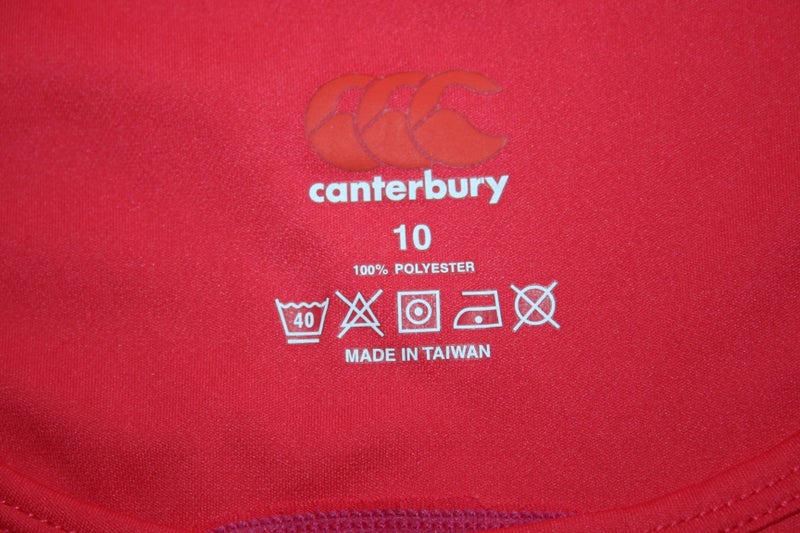 canterbury
10
100% POLYESTER
40
MADE IN TAIWAN